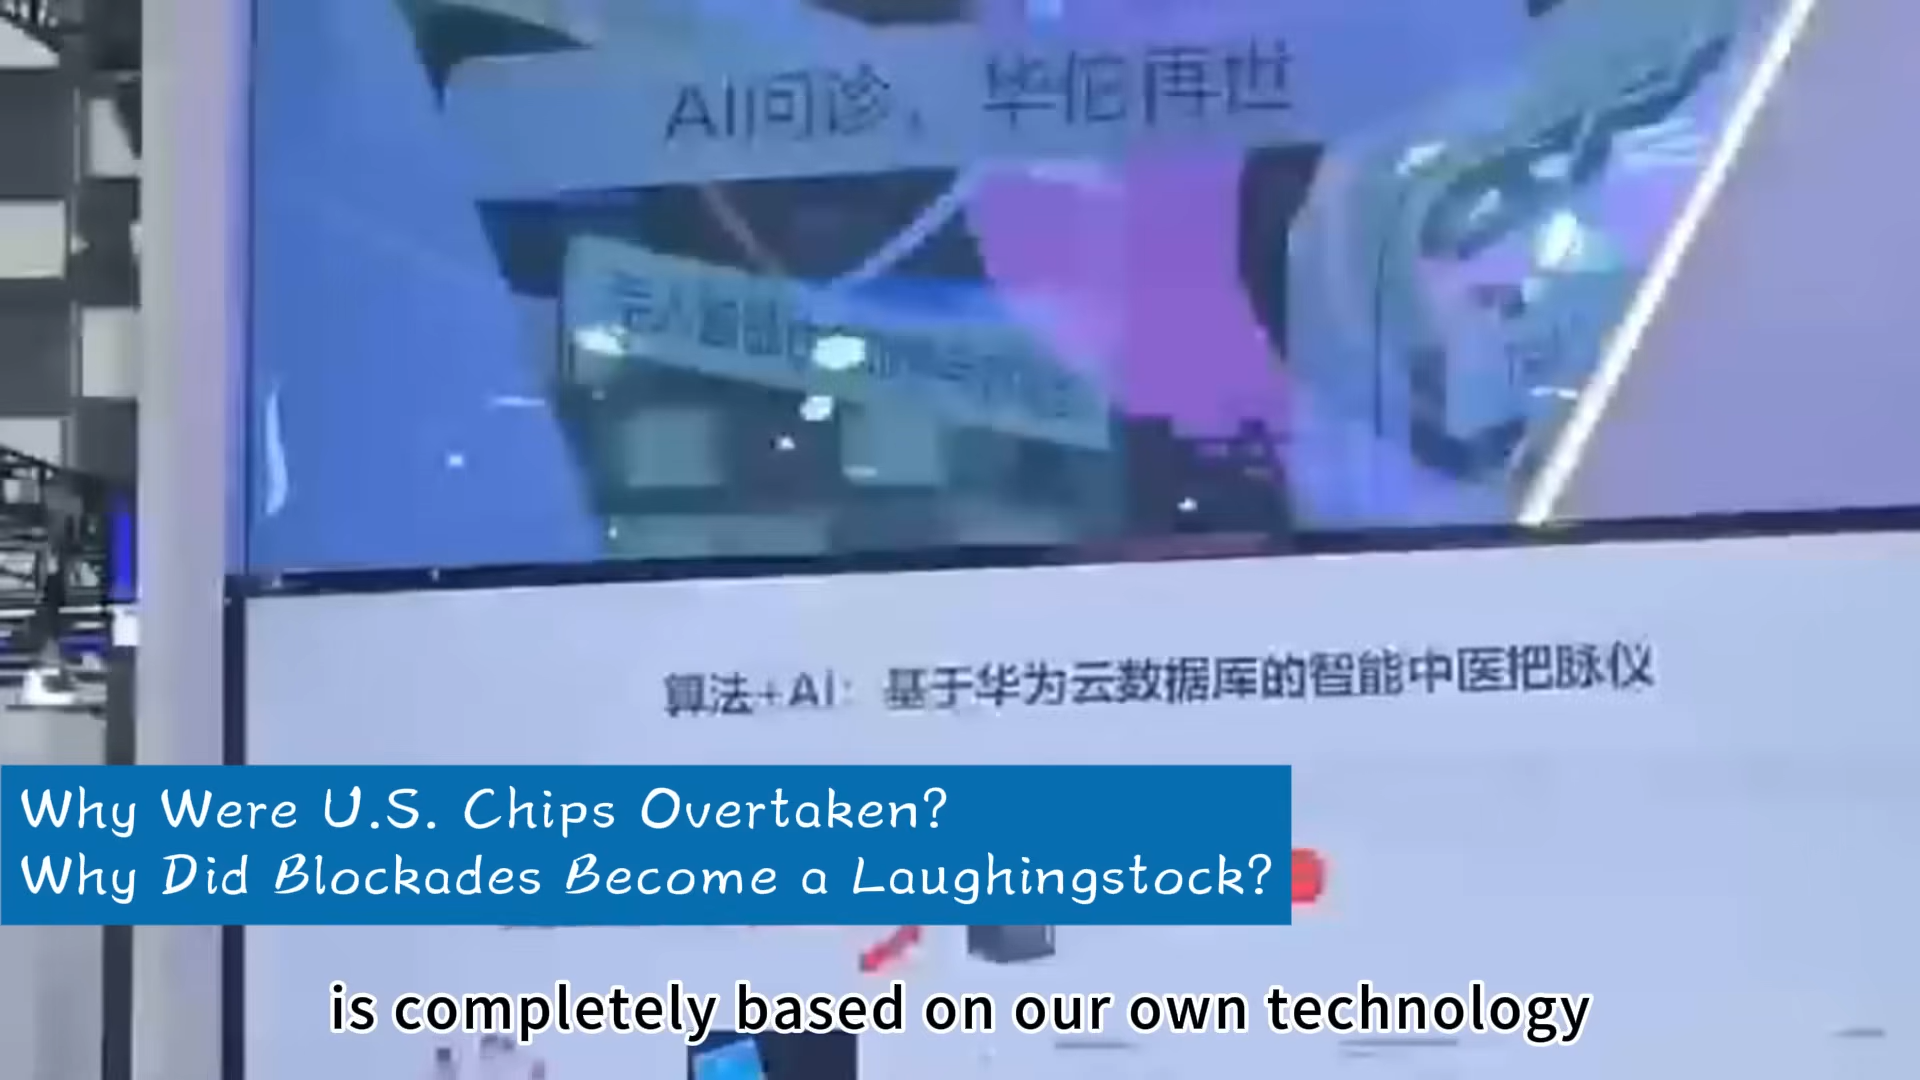 AI问诊，华佗再世
算法+AI：基于华为云数据库的智能中医把脉仪
Why Were U.S. Chips Overtaken?
Why Did Blockades Become a Laughingstock?
is completely based on our own technology